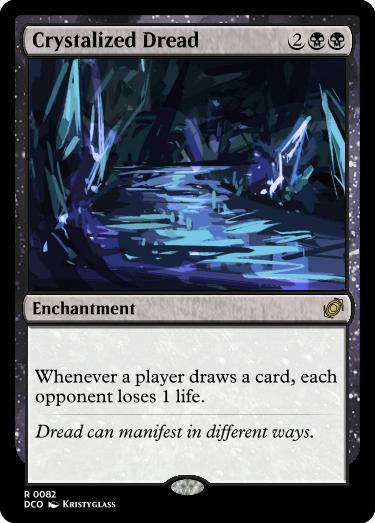 Crystalized Dread 2
Enchantment
Whenever a player draws a card, each
opponent loses 1 life.
Dread can manifest in different ways.
R 0082
DCO Kristyglass